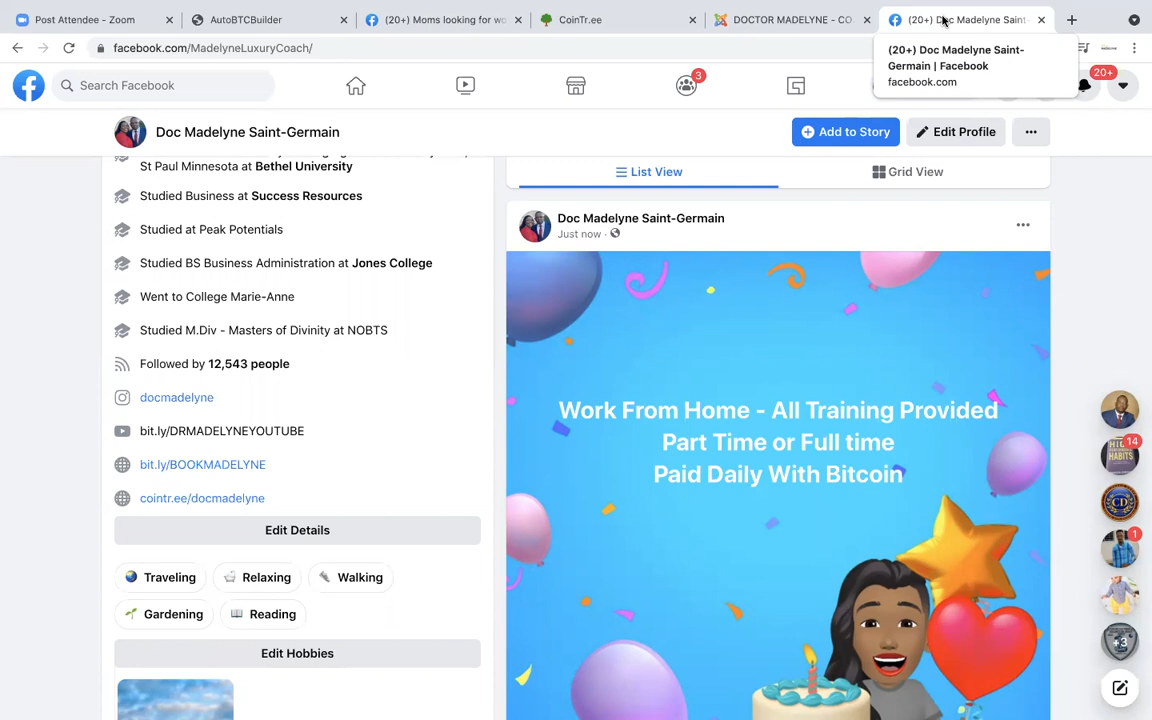 Post Attendee - Zoom
AutoBTCBuilder
(20+) Moms looking for wo
CoinTr.ee
DOCTOR MADELYNE - CO
(20+) Doc Madelyne Saint-
facebook.com/MadelyneLuxuryCoach/
(20+) Doc Madelyne Saint-
Germain | Facebook
facebook.com
Search Facebook
3
20+
Doc Madelyne Saint-Germain
Add to Story
Edit Profile
St Paul Minnesota at Bethel University
Studied Business at Success Resources
Studied at Peak Potentials
Studied BS Business Administration at Jones College
Went to College Marie-Anne
Studied M.Div - Masters of Divinity at NOBTS
Followed by 12,543 people
docmadelyne
bit.ly/DRMADELYNEYOUTUBE
bit.ly/BOOKMADELYNE
cointr.ee/docmadelyne
Edit Details
Traveling
Relaxing
Walking
Gardening
Reading
Edit Hobbies
List View
Grid View
Doc Madelyne Saint-Germain
Just now
Work From Home - All Training Provided
Part Time or Full time
Paid Daily With Bitcoin
14
HABITS
CD
1
+3